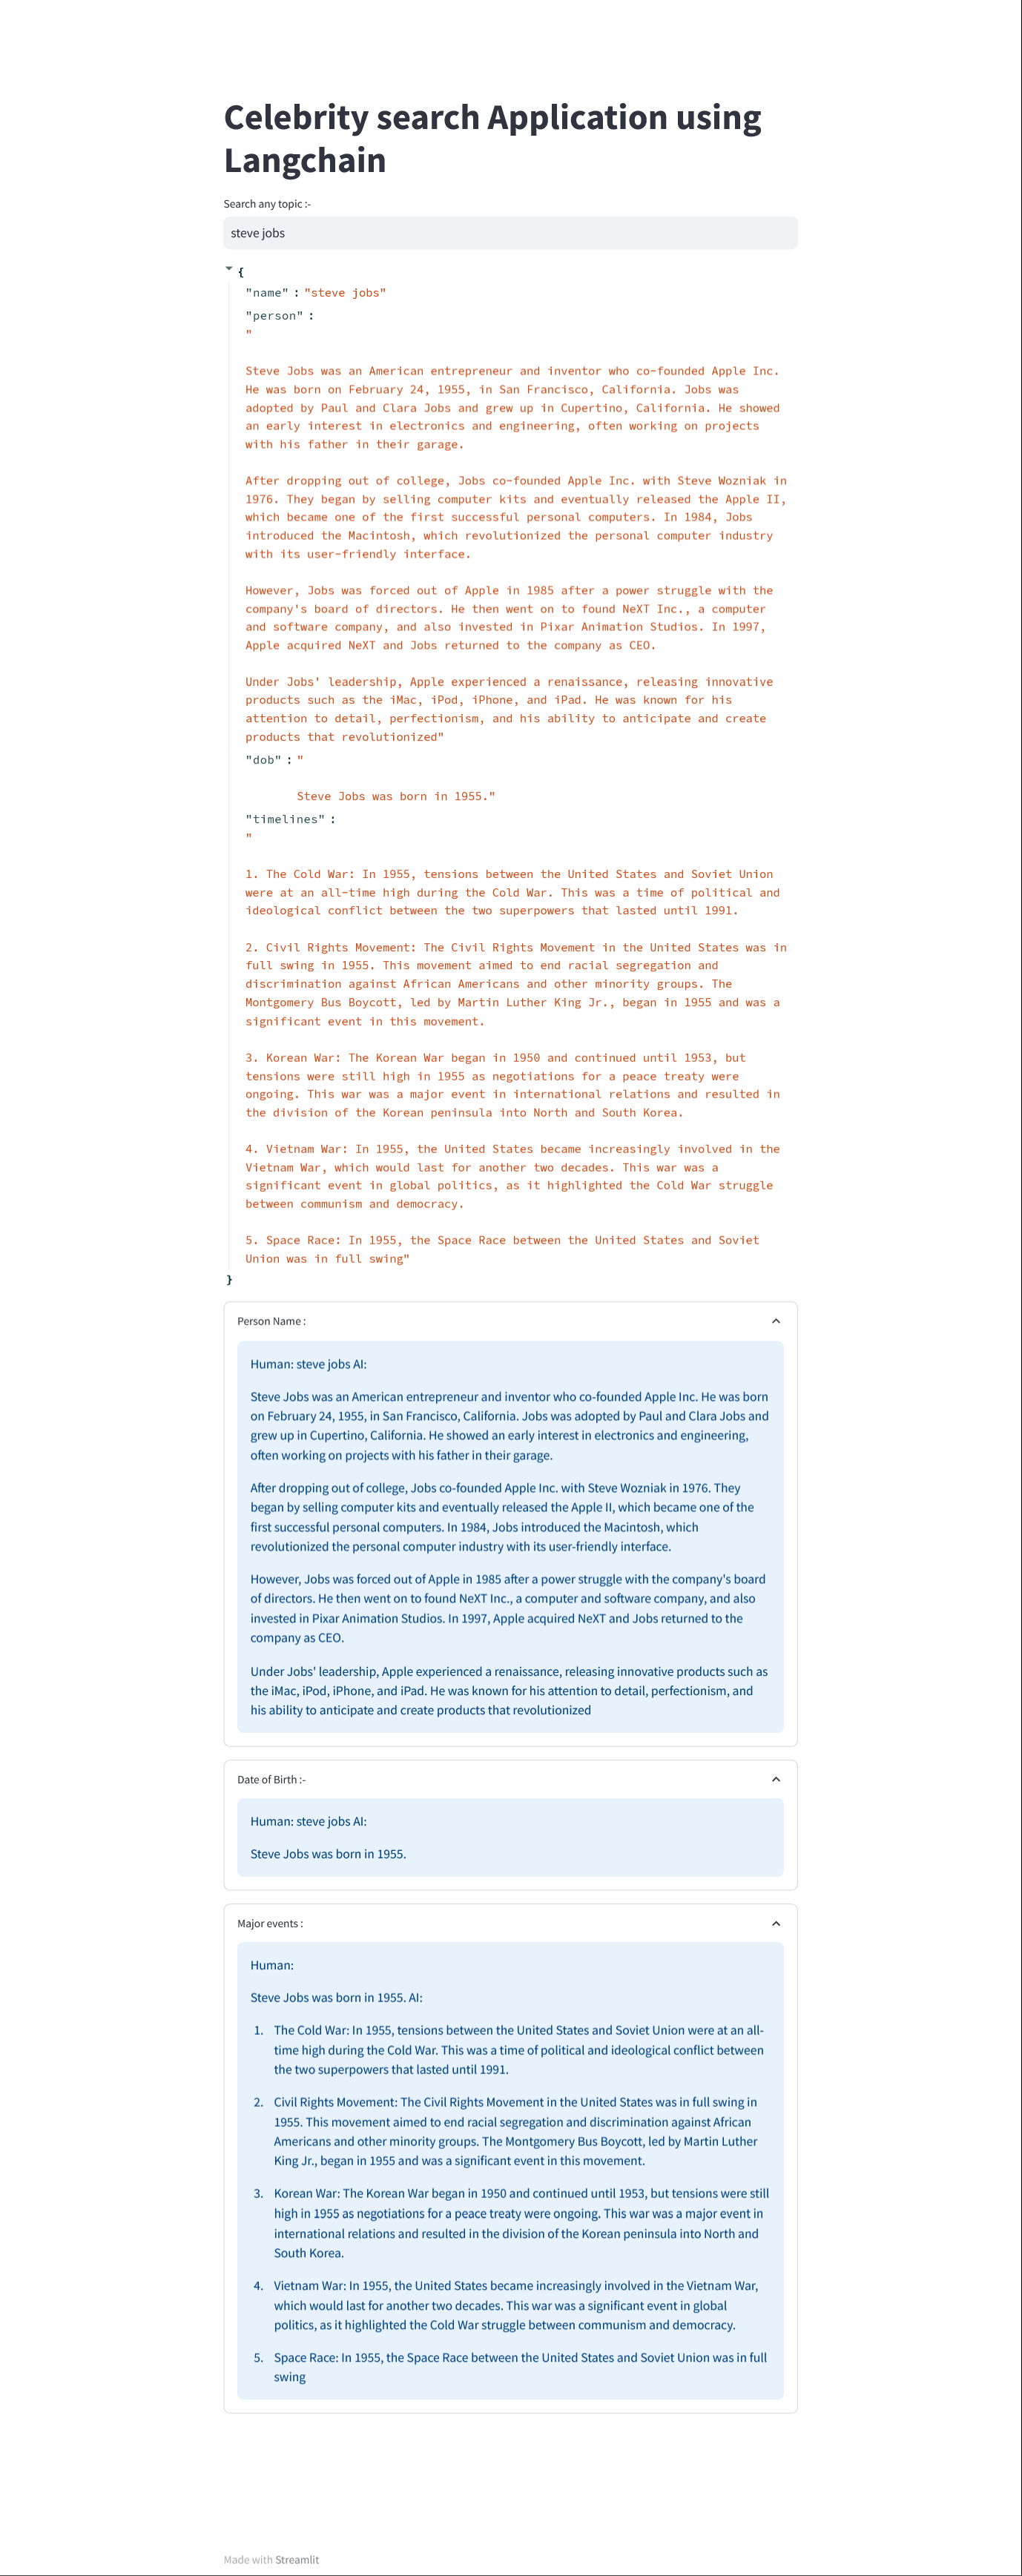 Celebrity search Application using
Langchain
Search any topic :-
steve jobs
{
"name" : "steve jobs"
"person" :
"
Steve Jobs was an American entrepreneur and inventor who co-founded Apple Inc.
He was born on February 24, 1955, in San Francisco, California. Jobs was
adopted by Paul and Clara Jobs and grew up in Cupertino, California. He showed
an early interest in electronics and engineering, often working on projects
with his father in their garage.
After dropping out of college, Jobs co-founded Apple Inc. with Steve Wozniak in
1976. They began by selling computer kits and eventually released the Apple II,
which became one of the first successful personal computers. In 1984, Jobs
introduced the Macintosh, which revolutionized the personal computer industry
with its user-friendly interface.
However, Jobs was forced out of Apple in 1985 after a power struggle with the
company's board of directors. He then went on to found NeXT Inc., a computer
and software company, and also invested in Pixar Animation Studios. In 1997,
Apple acquired NeXT and Jobs returned to the company as CEO.
Under Jobs' leadership, Apple experienced a renaissance, releasing innovative
products such as the iMac, iPod, iPhone, and iPad. He was known for his
attention to detail, perfectionism, and his ability to anticipate and create
products that revolutionized"
"dob" : "
Steve Jobs was born in 1955."
"timelines" :
"
1. The Cold War: In 1955, tensions between the United States and Soviet Union
were at an all-time high during the Cold War. This was a time of political and
ideological conflict between the two superpowers that lasted until 1991.
2. Civil Rights Movement: The Civil Rights Movement in the United States was in
full swing in 1955. This movement aimed to end racial segregation and
discrimination against African Americans and other minority groups. The
Montgomery Bus Boycott, led by Martin Luther King Jr., began in 1955 and was a
significant event in this movement.
3. Korean War: The Korean War began in 1950 and continued until 1953, but
tensions were still high in 1955 as negotiations for a peace treaty were
ongoing. This war was a major event in international relations and resulted in
the division of the Korean peninsula into North and South Korea.
4. Vietnam War: In 1955, the United States became increasingly involved in the
Vietnam War, which would last for another two decades. This war was a
significant event in global politics, as it highlighted the Cold War struggle
between communism and democracy.
5. Space Race: In 1955, the Space Race between the United States and Soviet
Union was in full swing"
}
Person Name :
Human: steve jobs AI:
Steve Jobs was an American entrepreneur and inventor who co-founded Apple Inc. He was born
on February 24, 1955, in San Francisco, California. Jobs was adopted by Paul and Clara Jobs and
grew up in Cupertino, California. He showed an early interest in electronics and engineering,
often working on projects with his father in their garage.
After dropping out of college, Jobs co-founded Apple Inc. with Steve Wozniak in 1976. They
began by selling computer kits and eventually released the Apple II, which became one of the
first successful personal computers. In 1984, Jobs introduced the Macintosh, which
revolutionized the personal computer industry with its user-friendly interface.
However, Jobs was forced out of Apple in 1985 after a power struggle with the company's board
of directors. He then went on to found NeXT Inc., a computer and software company, and also
invested in Pixar Animation Studios. In 1997, Apple acquired NeXT and Jobs returned to the
company as CEO.
Under Jobs' leadership, Apple experienced a renaissance, releasing innovative products such as
the iMac, iPod, iPhone, and iPad. He was known for his attention to detail, perfectionism, and
his ability to anticipate and create products that revolutionized
Date of Birth :-
Human: steve jobs AI:
Steve Jobs was born in 1955.
Major events :
Human:
Steve Jobs was born in 1955. AI:
1. The Cold War: In 1955, tensions between the United States and Soviet Union were at an all-
time high during the Cold War. This was a time of political and ideological conflict between
the two superpowers that lasted until 1991.
2. Civil Rights Movement: The Civil Rights Movement in the United States was in full swing in
1955. This movement aimed to end racial segregation and discrimination against African
Americans and other minority groups. The Montgomery Bus Boycott, led by Martin Luther
King Jr., began in 1955 and was a significant event in this movement.
3. Korean War: The Korean War began in 1950 and continued until 1953, but tensions were still
high in 1955 as negotiations for a peace treaty were ongoing. This war was a major event in
international relations and resulted in the division of the Korean peninsula into North and
South Korea.
4. Vietnam War: In 1955, the United States became increasingly involved in the Vietnam War,
which would last for another two decades. This war was a significant event in global
politics, as it highlighted the Cold War struggle between communism and democracy.
5. Space Race: In 1955, the Space Race between the United States and Soviet Union was in full
swing
Made with Streamlit